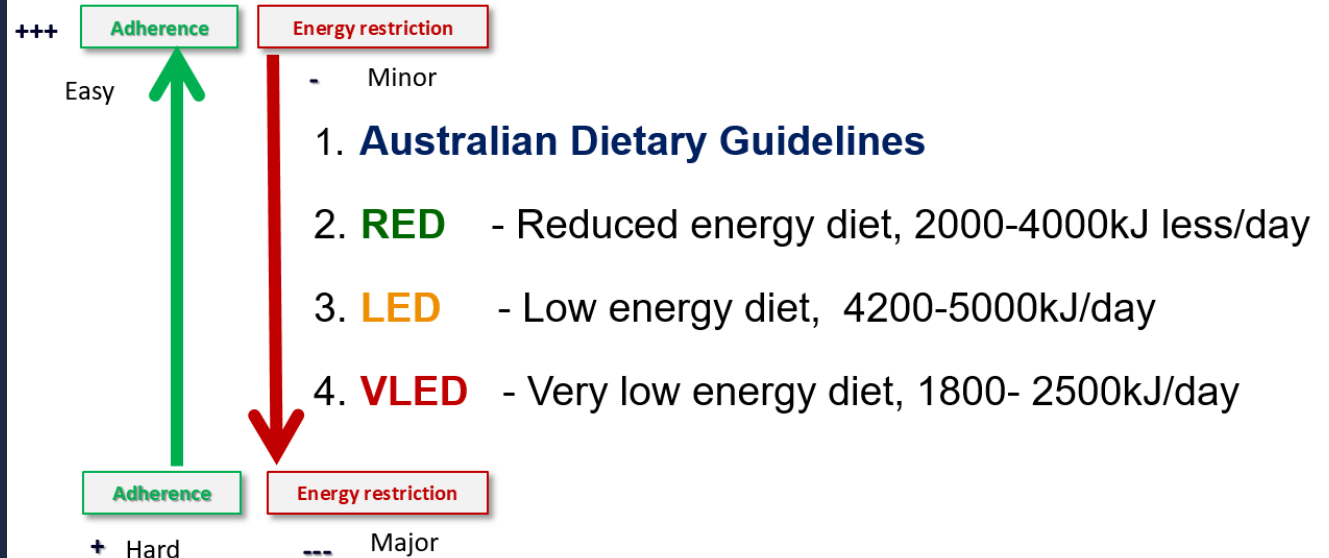 +++ Adherence Energy restriction
Easy - Minor
1. Australian Dietary Guidelines
2. RED - Reduced energy diet, 2000-4000kJ less/day
3. LED - Low energy diet, 4200-5000kJ/day
4. VLED - Very low energy diet, 1800- 2500kJ/day
Adherence Energy restriction
+ Hard --- Major